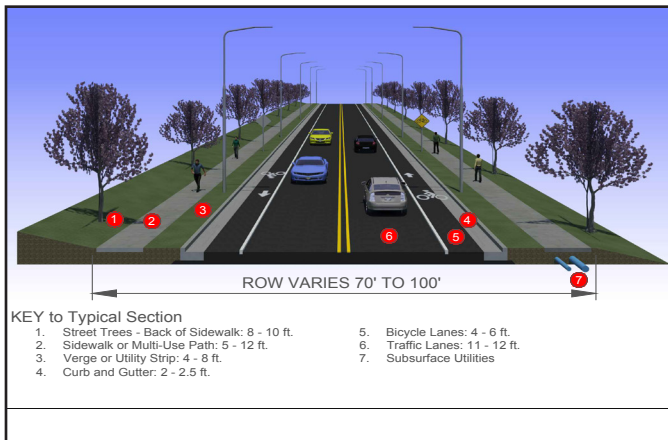 1
2
3
4
5
6
ROW VARIES 70' TO 100'
7
KEY to Typical Section
1. Street Trees - Back of Sidewalk: 8 - 10 ft.
2. Sidewalk or Multi-Use Path: 5 - 12 ft.
3. Verge or Utility Strip: 4 - 8 ft.
4. Curb and Gutter: 2 - 2.5 ft.
5. Bicycle Lanes: 4 - 6 ft.
6. Traffic Lanes: 11 - 12 ft.
7. Subsurface Utilities